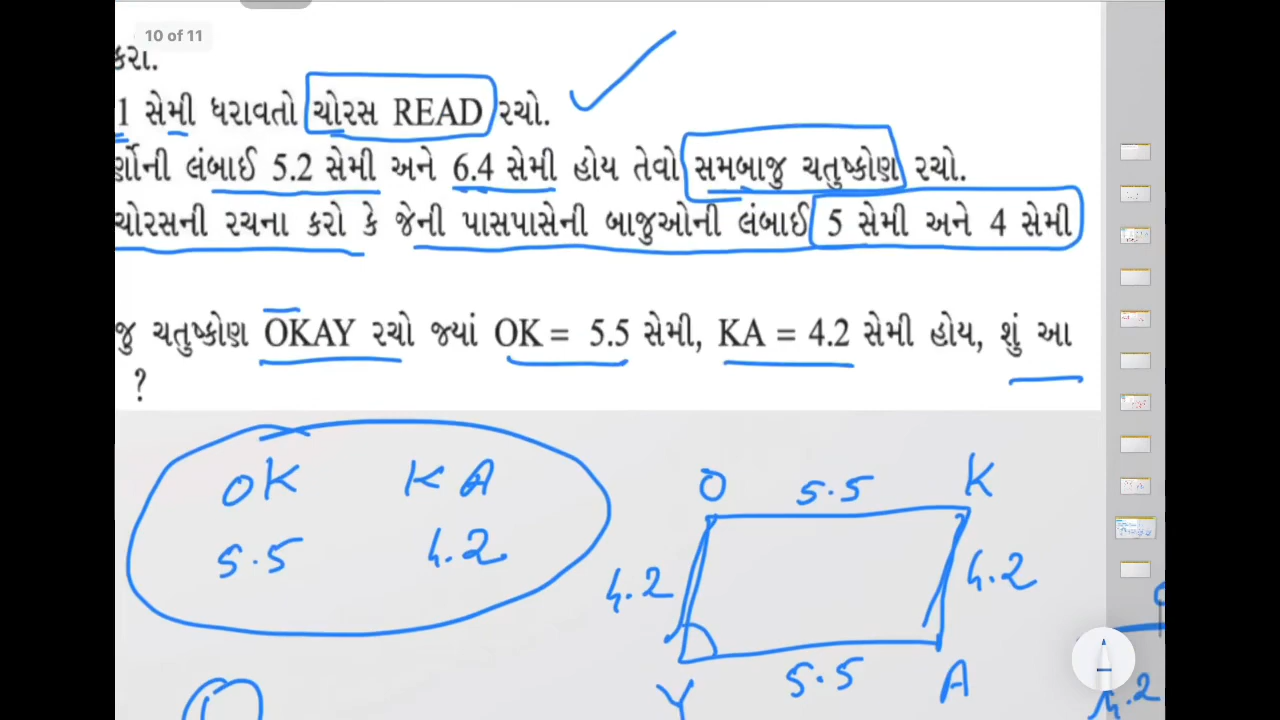 10 of 11
કરો.
1 સેમી ધરાવતો ચોરસ READ રચો.
ર્ણોની લંબાઈ 5.2 સેમી અને 6.4 સેમી હોય તેવો સમબાજુ ચતુષ્કોણ રચો.
ચોરસની રચના કરો કે જેની પાસપાસેની બાજુઓની લંબાઈ 5 સેમી અને 4 સેમી
જુ ચતુષ્કોણ OKAY રચો જ્યાં OK = 5.5 સેમી, KA = 4.2 સેમી હોય, શું આ
?
OK KA
5.5 4.2
O 5.5 K
4.2 4.2
Y 5.5 A
4.2